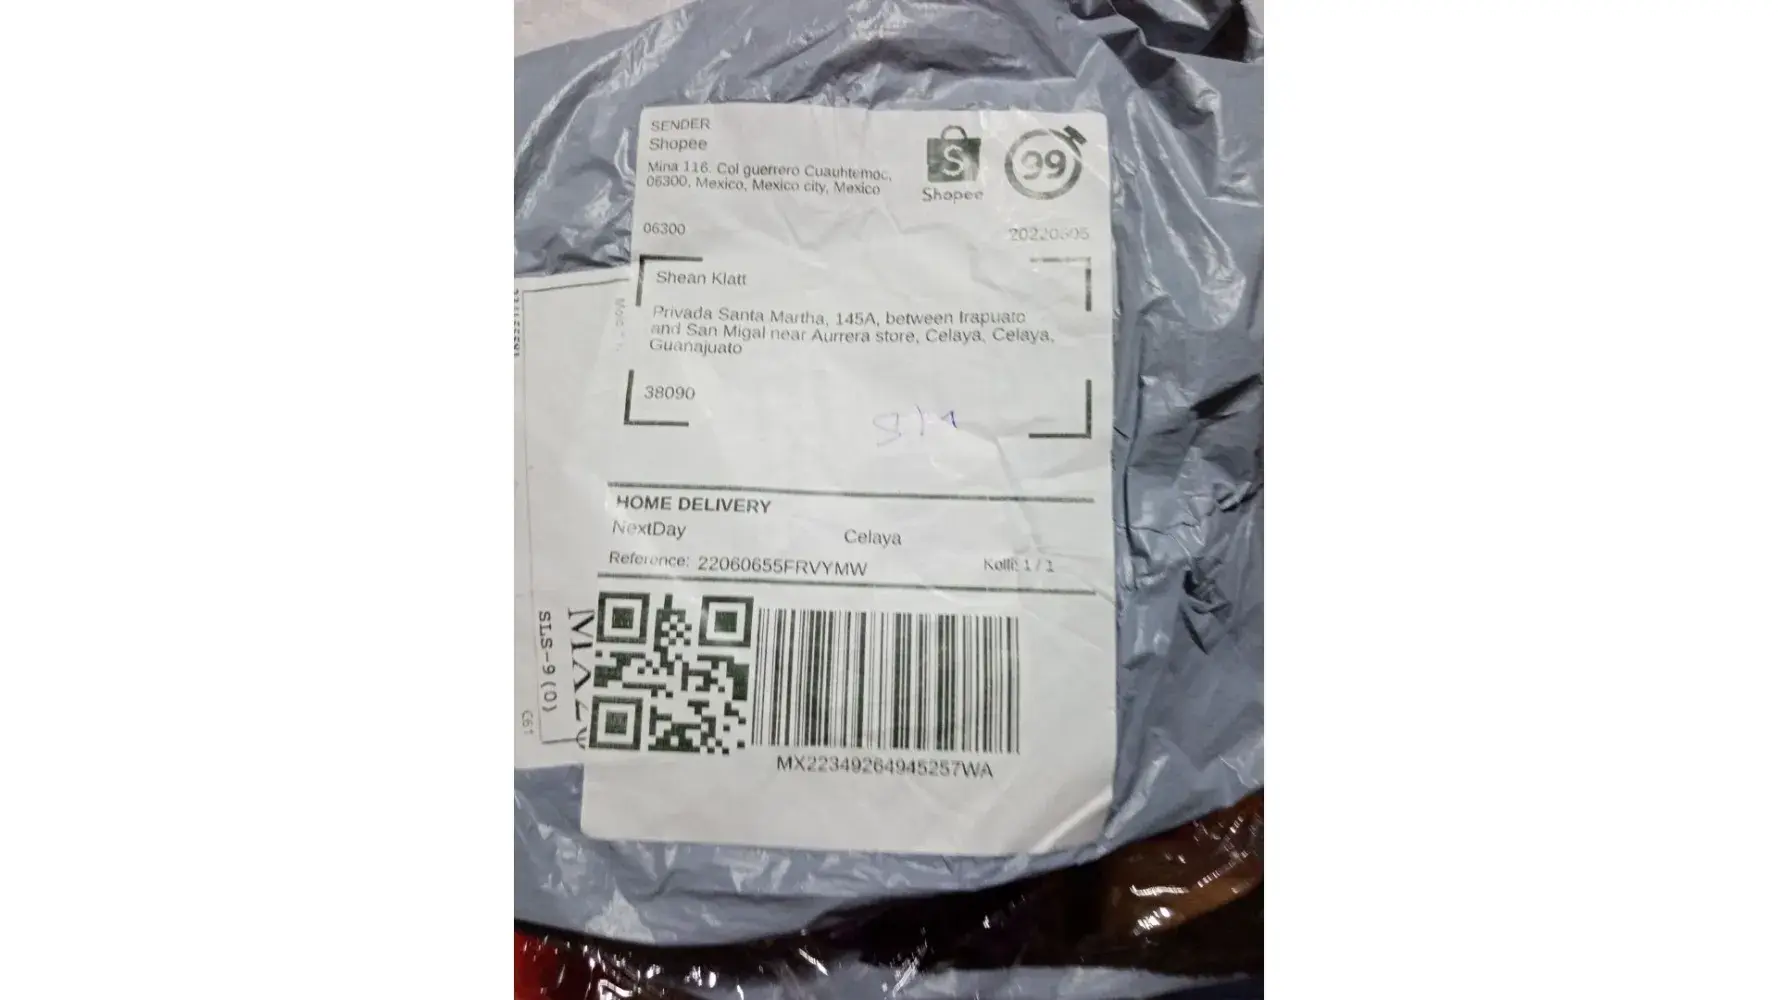 SENDER
Shopee
Mina 116. Col guerrero Cuauhtemoc,
06300, Mexico, Mexico city, Mexico
S
Shopee
99
06300
Shean Klatt
Privada Santa Martha, 145A, between Irapuato
and San Migal near Aurrera store, Celaya, Celaya,
Guanajuato
38090
HOME DELIVERY
NextDay
Celaya
Reference: 22060655FRVYMW
Kolli: 1 / 1
SLS-9(0)
MX22349264945257WA